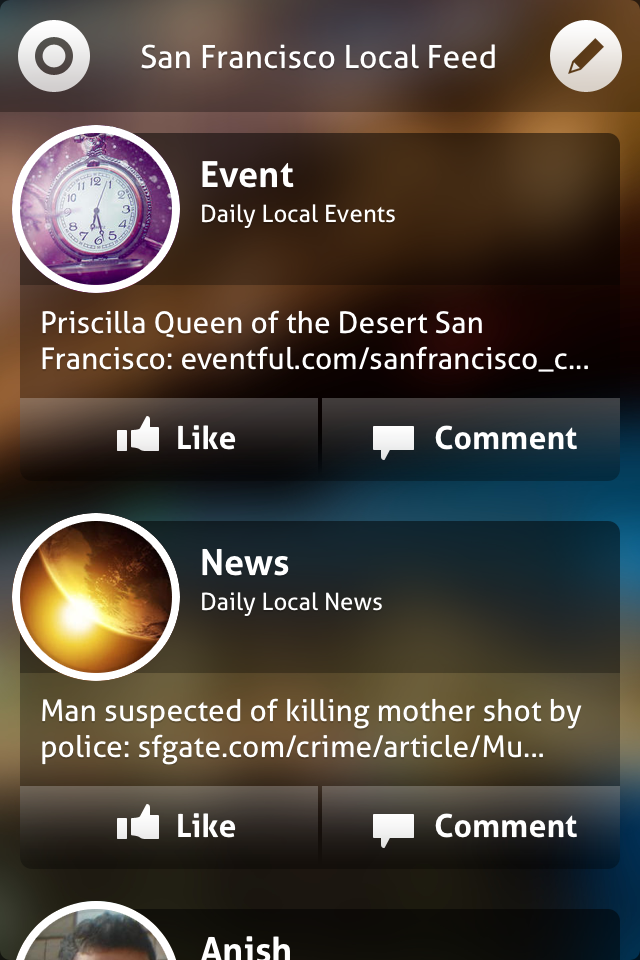 San Francisco Local Feed
Event
Daily Local Events
Priscilla Queen of the Desert San
Francisco: eventful.com/sanfrancisco_c...
Like
Comment
News
Daily Local News
Man suspected of killing mother shot by
police: sfgate.com/crime/article/Mu...
Like
Comment
Anish